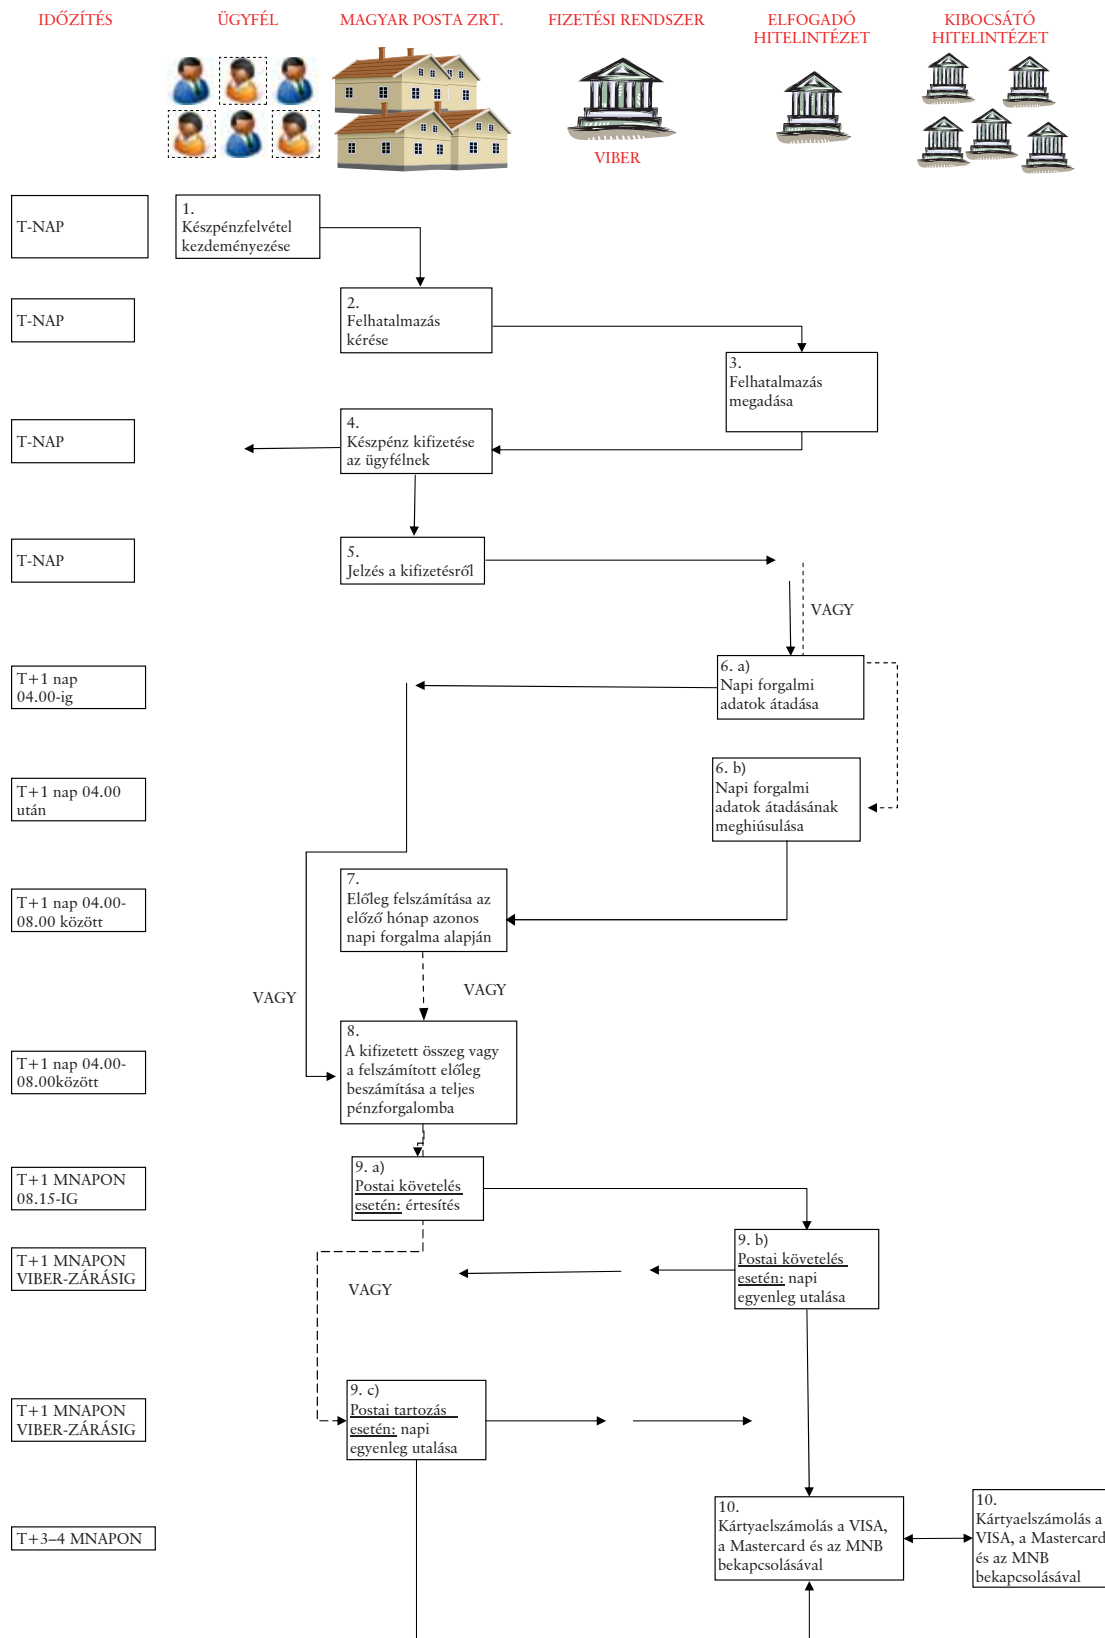 IDŐZÍTÉS
ÜGYFÉL
MAGYAR POSTA ZRT.
FIZETÉSI RENDSZER
ELFOGADÓ
HITELINTÉZET
KIBOCSÁTÓ
HITELINTÉZET
VIBER
T-NAP
1.
Készpénzfelvétel
kezdeményezése
T-NAP
2.
Felhatalmazás
kérése
3.
Felhatalmazás
megadása
T-NAP
4.
Készpénz kifizetése
az ügyfélnek
T-NAP
5.
Jelzés a kifizetésről
VAGY
T+1 nap
04.00-ig
6. a)
Napi forgalmi
adatok átadása
T+1 nap 04.00
után
6. b)
Napi forgalmi
adatok átadásának
meghiúsulása
T+1 nap 04.00-
08.00 között
7.
Előleg felszámítása az
előző hónap azonos
napi forgalma alapján
VAGY
VAGY
T+1 nap 04.00-
08.00között
8.
A kifizetett összeg vagy
a felszámított előleg
beszámítása a teljes
pénzforgalomba
T+1 MNAPON
08.15-IG
9. a)
Postai követelés
esetén: értesítés
T+1 MNAPON
VIBER-ZÁRÁSIG
VAGY
9. b)
Postai követelés
esetén: napi
egyenleg utalása
T+1 MNAPON
VIBER-ZÁRÁSIG
9. c)
Postai tartozás
esetén: napi
egyenleg utalása
T+3–4 MNAPON
10.
Kártyaelszámolás a VISA,
a Mastercard és az MNB
bekapcsolásával
10.
Kártyaelszámolás a
VISA, a Mastercard
és az MNB
bekapcsolásával